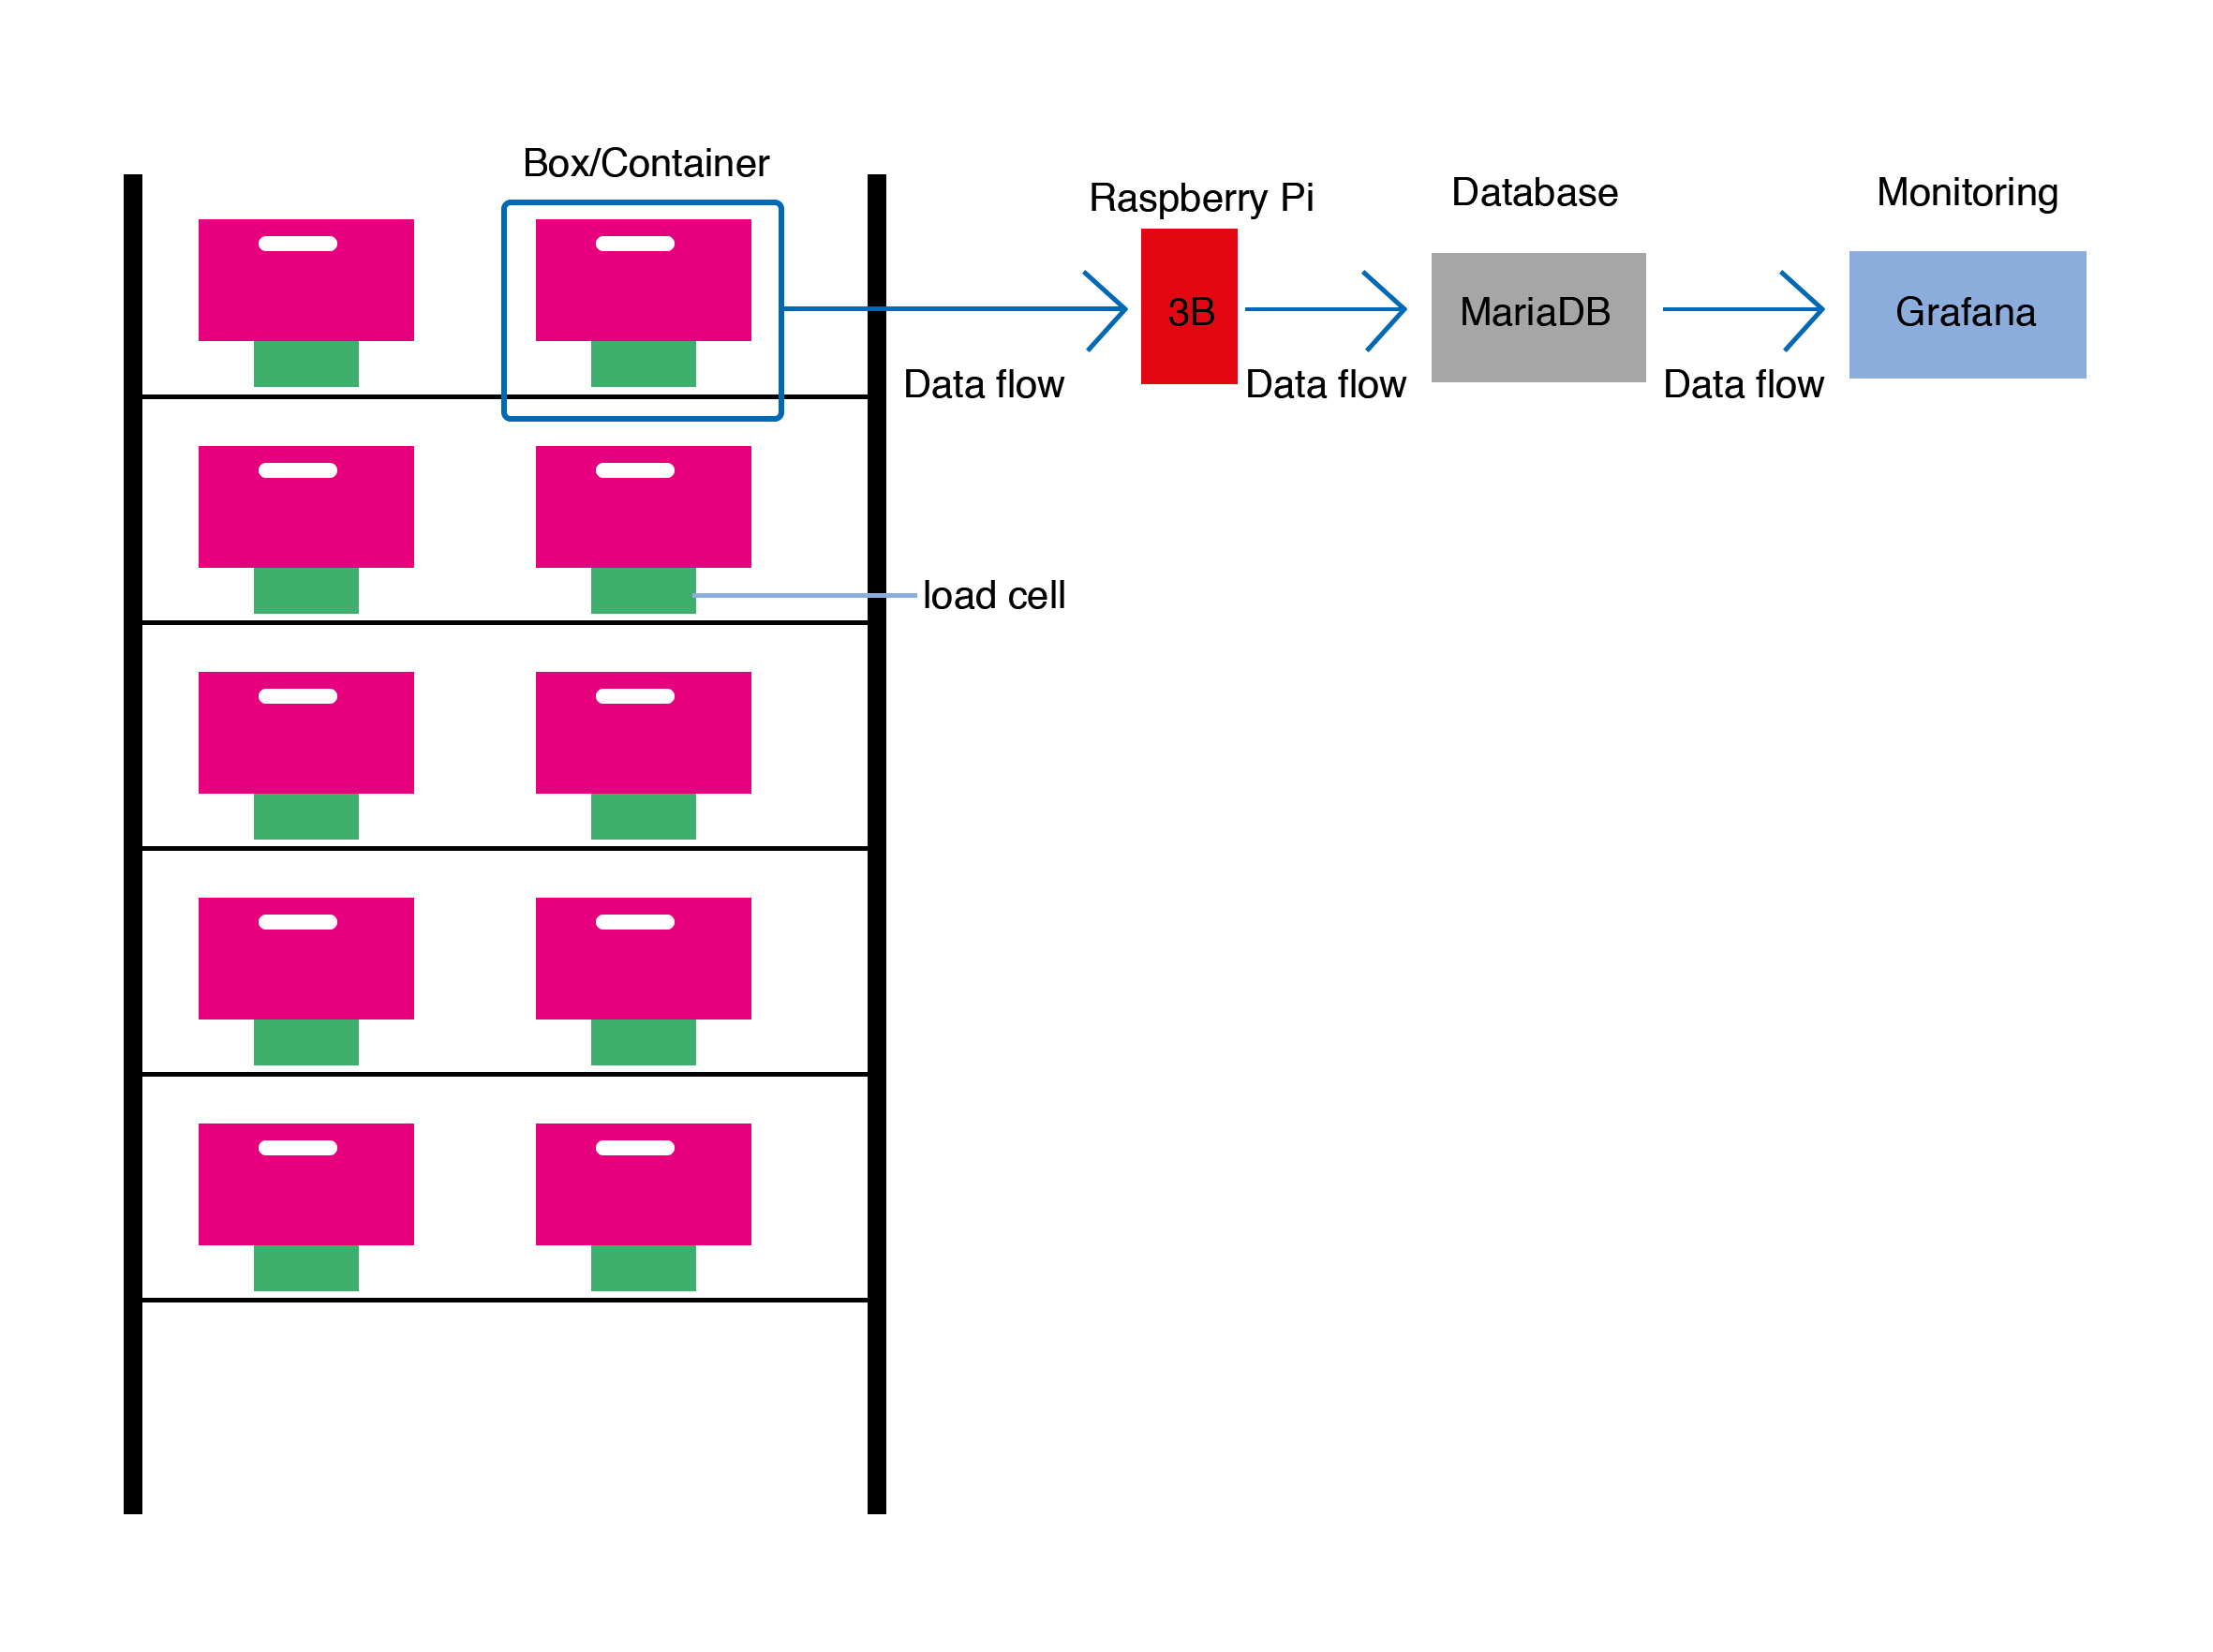 Box/Container
Raspberry Pi
Database
Monitoring
3B
MariaDB
Grafana
Data flow
Data flow
Data flow
load cell